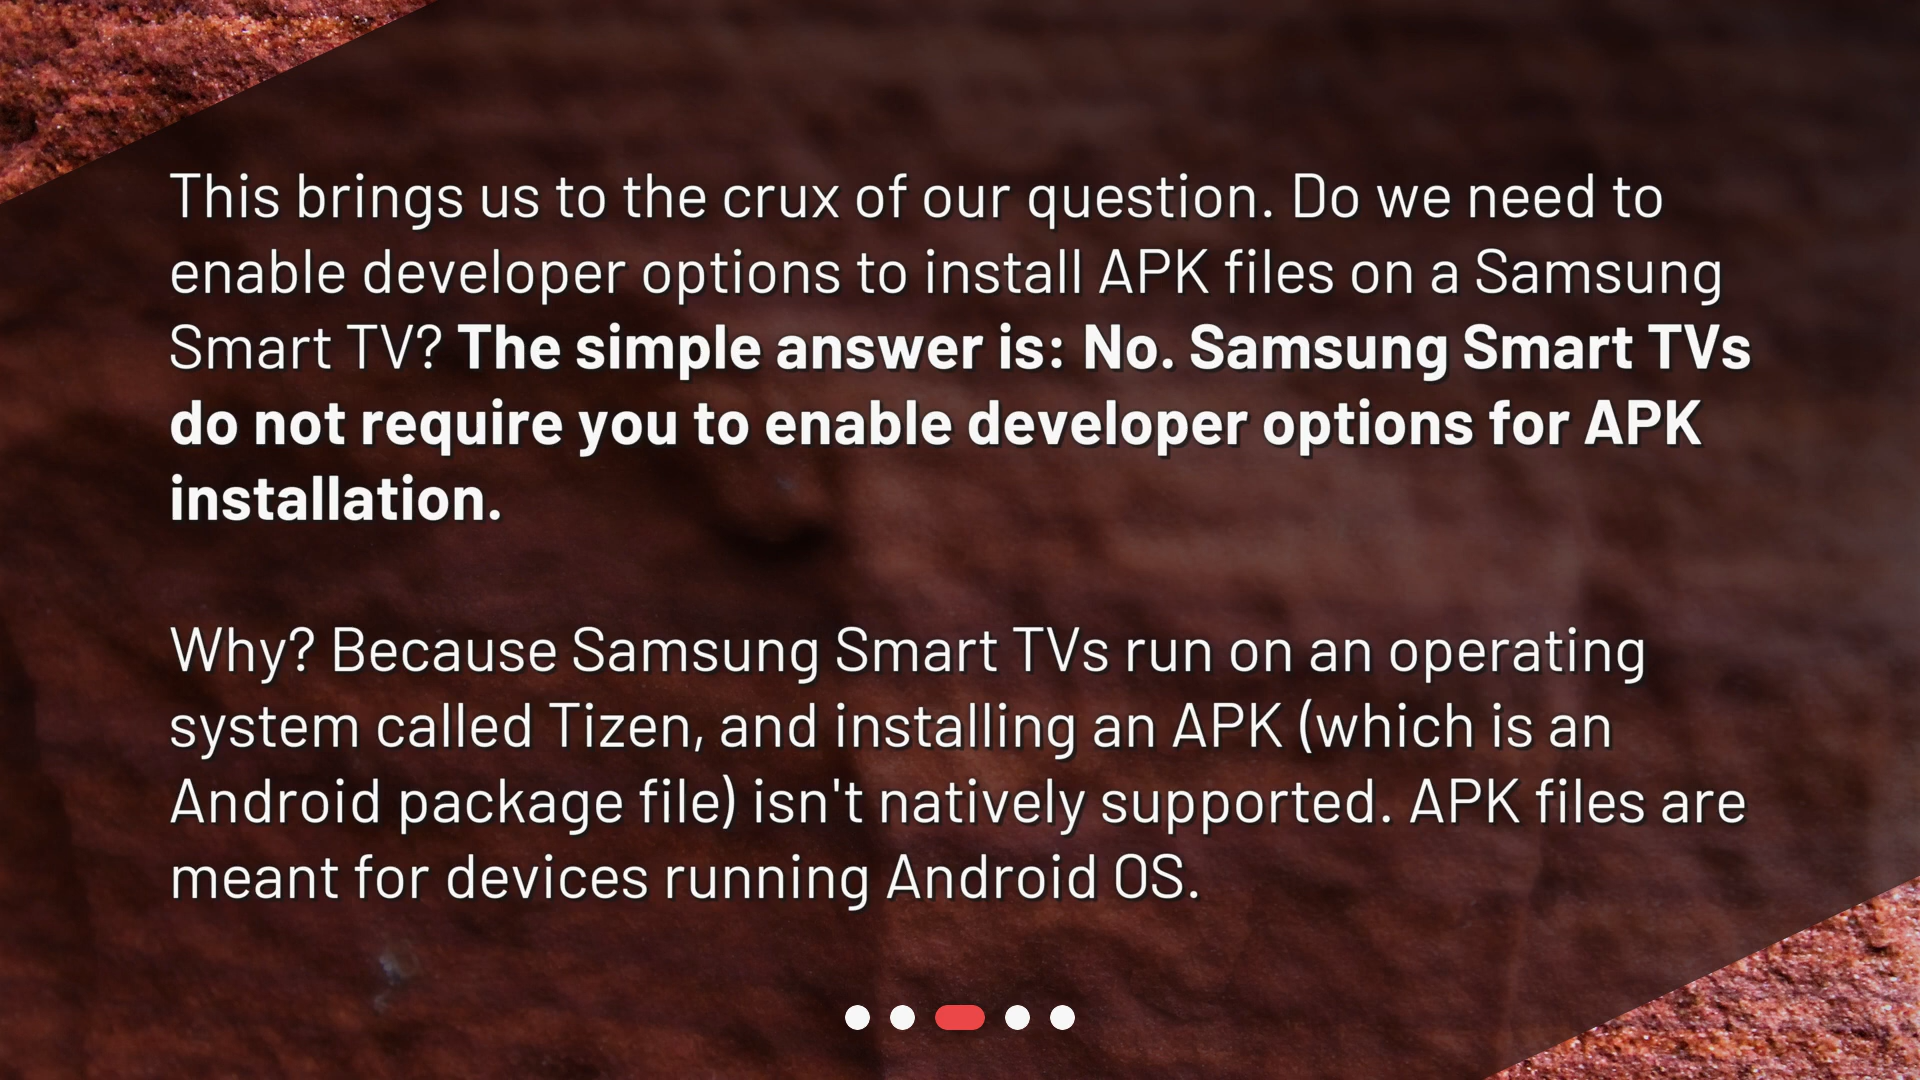 This brings us to the crux of our question. Do we need to
enable developer options to install APK files on a Samsung
Smart TV? The simple answer is: No. Samsung Smart TVs
do not require you to enable developer options for APK
installation.
Why? Because Samsung Smart TVs run on an operating
system called Tizen, and installing an APK (which is an
Android package file) isn't natively supported. APK files are
meant for devices running Android OS.